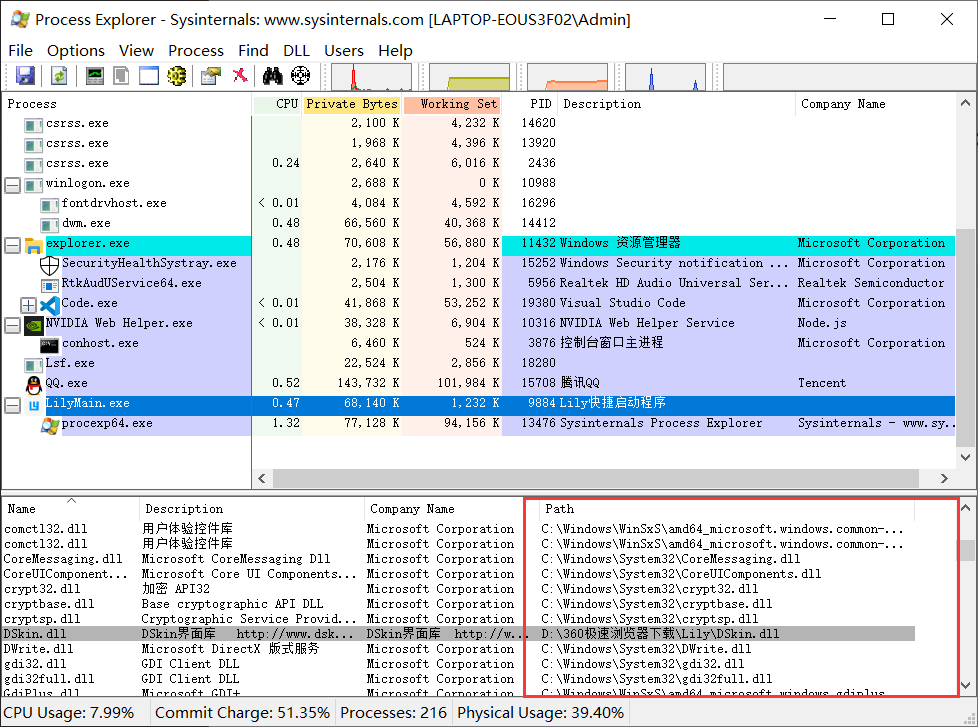 Process Explorer - Sysinternals: www.sysinternals.com [LAPTOP-EOUS3F02\Admin]
File Options View Process Find DLL Users Help
Process CPU Private Bytes Working Set PID Description Company Name
csrss.exe 2,100 K 4,232 K 14620
csrss.exe 1,968 K 4,396 K 13920
csrss.exe 0.24 2,640 K 6,016 K 2436
winlogon.exe 2,688 K 0 K 10988
fontdrvhost.exe < 0.01 4,084 K 4,592 K 16296
dwm.exe 0.48 66,560 K 40,368 K 14412
explorer.exe 0.48 70,608 K 56,880 K 11432 Windows 资源管理器 Microsoft Corporation
SecurityHealthSystray.exe 2,176 K 1,204 K 15252 Windows Security notification ... Microsoft Corporation
RtkAudUService64.exe 2,504 K 1,300 K 5956 Realtek HD Audio Universal Ser... Realtek Semiconductor
Code.exe < 0.01 41,868 K 53,252 K 19380 Visual Studio Code Microsoft Corporation
NVIDIA Web Helper.exe < 0.01 38,328 K 6,904 K 10316 NVIDIA Web Helper Service Node.js
conhost.exe 6,460 K 524 K 3876 控制台窗口主进程 Microsoft Corporation
Lsf.exe 22,524 K 2,856 K 18280
QQ.exe 0.52 143,732 K 101,984 K 15708 腾讯QQ Tencent
LilyMain.exe 0.47 68,140 K 1,232 K 9884 Lily快捷启动程序
procexp64.exe 1.32 77,128 K 94,156 K 13476 Sysinternals Process Explorer Sysinternals - www.sy...
Name Description Company Name Path
comctl32.dll 用户体验控件库 Microsoft Corporation C:\Windows\WinSxS\amd64_microsoft.windows.common-...
comctl32.dll 用户体验控件库 Microsoft Corporation C:\Windows\WinSxS\amd64_microsoft.windows.common-...
CoreMessaging.dll Microsoft CoreMessaging Dll Microsoft Corporation C:\Windows\System32\CoreMessaging.dll
CoreUIComponent... Microsoft Core UI Components... Microsoft Corporation C:\Windows\System32\CoreUIComponents.dll
crypt32.dll 加密 API32 Microsoft Corporation C:\Windows\System32\crypt32.dll
cryptbase.dll Base cryptographic API DLL Microsoft Corporation C:\Windows\System32\cryptbase.dll
cryptsp.dll Cryptographic Service Provid... Microsoft Corporation C:\Windows\System32\cryptsp.dll
DSkin.dll DSkin界面库 http://www.dsk... DSkin界面库 http://w... D:\360极速浏览器下载\Lily\DSkin.dll
DWrite.dll Microsoft DirectX 版式服务 Microsoft Corporation C:\Windows\System32\DWrite.dll
gdi32.dll GDI Client DLL Microsoft Corporation C:\Windows\System32\gdi32.dll
gdi32full.dll GDI Client DLL Microsoft Corporation C:\Windows\System32\gdi32full.dll
GdiPlus.dll Microsoft GDI+ Microsoft Corporation C:\Windows\WinSxS\amd64_microsoft.windows.gdiplus
CPU Usage: 7.99% Commit Charge: 51.35% Processes: 216 Physical Usage: 39.40%